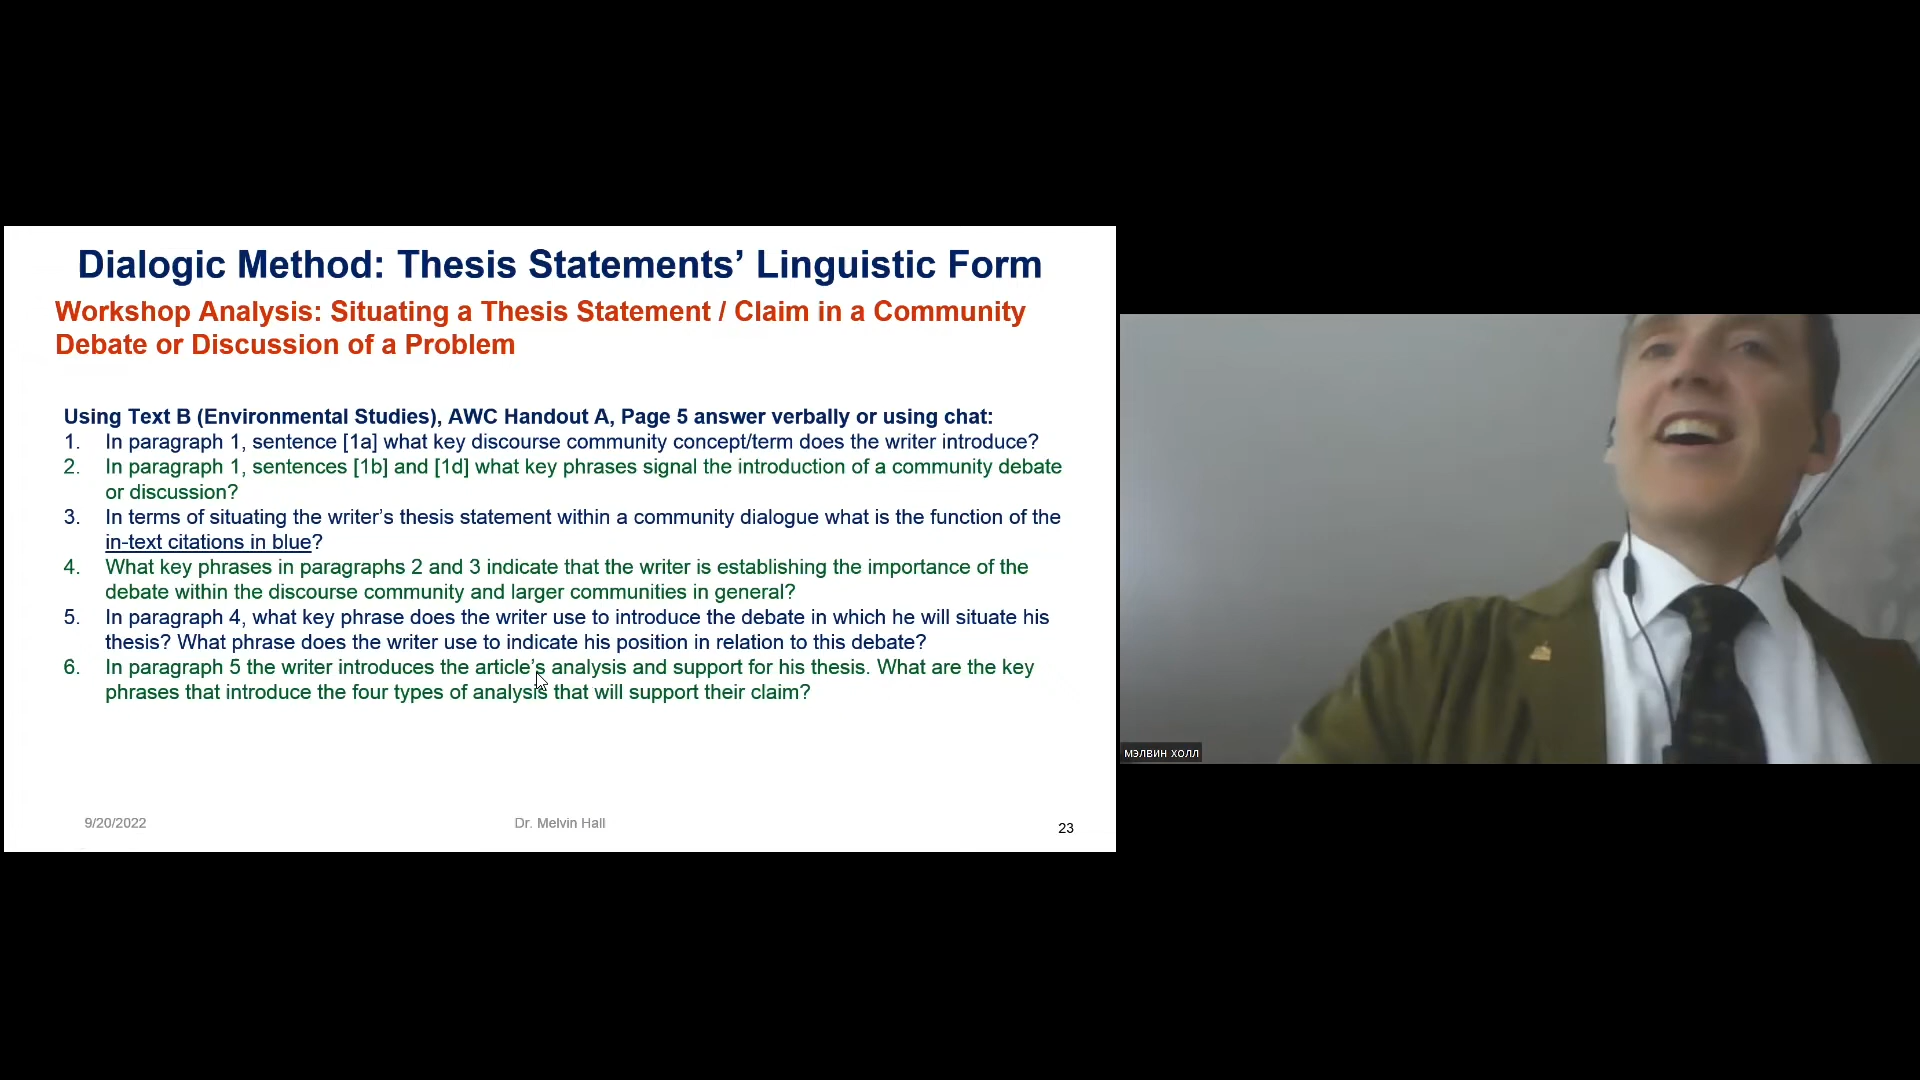 Dialogic Method: Thesis Statements’ Linguistic Form
Workshop Analysis: Situating a Thesis Statement / Claim in a Community
Debate or Discussion of a Problem
Using Text B (Environmental Studies), AWC Handout A, Page 5 answer verbally or using chat:
1. In paragraph 1, sentence [1a] what key discourse community concept/term does the writer introduce?
2. In paragraph 1, sentences [1b] and [1d] what key phrases signal the introduction of a community debate
or discussion?
3. In terms of situating the writer’s thesis statement within a community dialogue what is the function of the
in-text citations in blue?
4. What key phrases in paragraphs 2 and 3 indicate that the writer is establishing the importance of the
debate within the discourse community and larger communities in general?
5. In paragraph 4, what key phrase does the writer use to introduce the debate in which he will situate his
thesis? What phrase does the writer use to indicate his position in relation to this debate?
6. In paragraph 5 the writer introduces the article’s analysis and support for his thesis. What are the key
phrases that introduce the four types of analysis that will support their claim?
9/20/2022
Dr. Melvin Hall
23
мэлвин холл